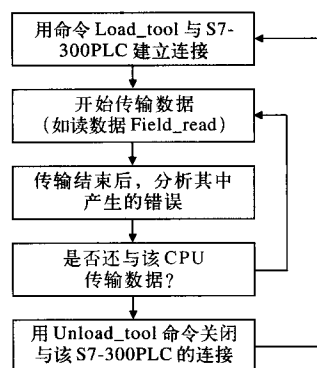 用命令 Load_tool 与 S7-
300PLC 建立连接
开始传输数据
(如读数据 Field_read)
传输结束后，分析其中
产生的错误
是否还与该 CPU
传输数据?
用 Unload_tool 命令关闭
与该 S7-300PLC 的连接